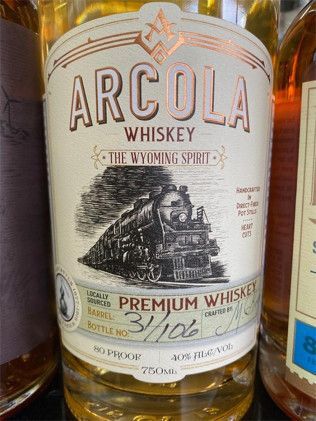 ARCOLA
WHISKEY
THE WYOMING SPIRIT
HANDCRAFTED
IN
DIRECT-FIRED
POT STILLS
HEART
CUTS
LOCALLY
SOURCED
PREMIUM WHISKEY
BARREL:
31/106
CRAFTED BY:
BOTTLE NO:
80 PROOF
40% ALC/VOL
750ML